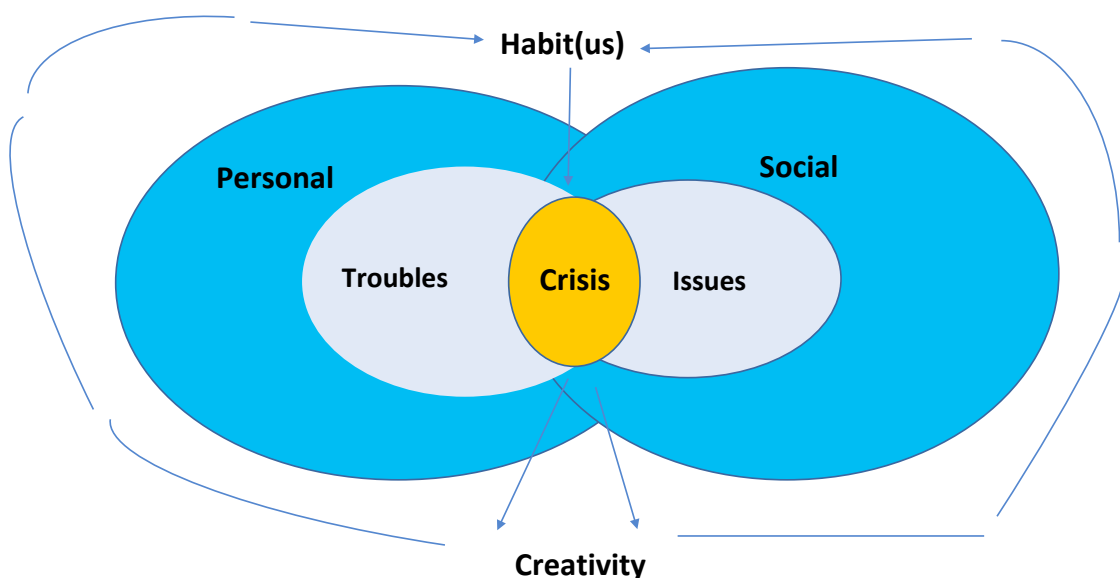 Habit(us)
Personal
Social
Troubles
Crisis
Issues
Creativity